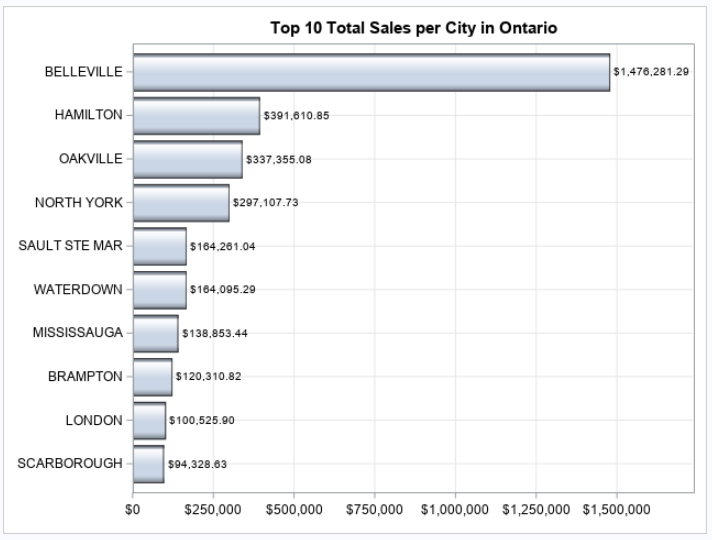 Top 10 Total Sales per City in Ontario
BELLEVILLE $1,476,281.29
HAMILTON $391,610.85
OAKVILLE $337,355.08
NORTH YORK $297,107.73
SAULT STE MAR $164,261.04
WATERDOWN $164,095.29
MISSISSAUGA $138,853.44
BRAMPTON $120,310.82
LONDON $100,525.90
SCARBOROUGH $94,328.63
$0 $250,000 $500,000 $750,000 $1,000,000 $1,250,000 $1,500,000